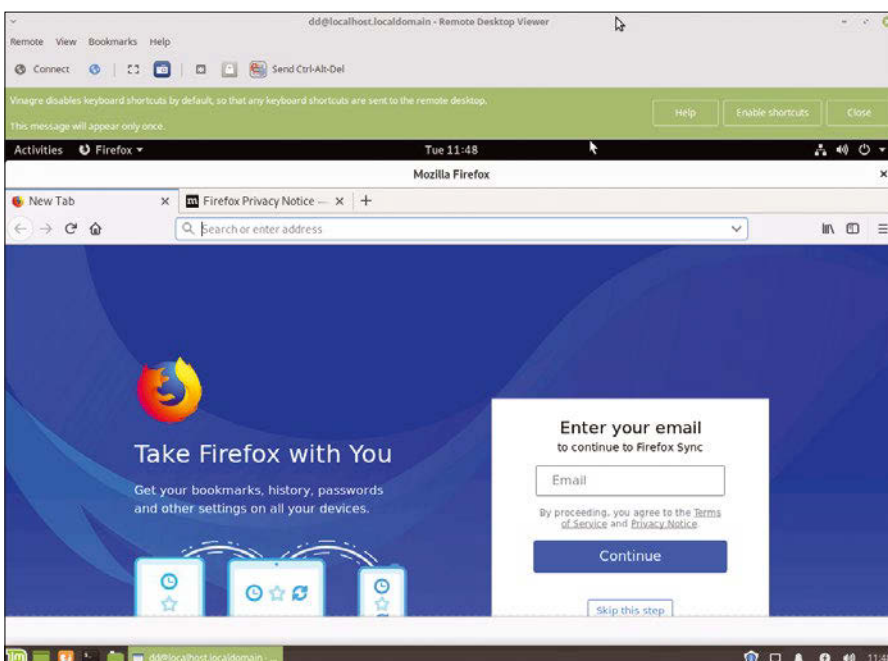 dd@localhost.localdomain - Remote Desktop Viewer
Remote View Bookmarks Help
Connect Send Ctrl-Alt-Del
Vinagre disables keyboard shortcuts by default, so that any keyboard shortcuts are sent to the remote desktop.
This message will appear only once.
Help Enable shortcuts Close
Activities Firefox Tue 11:48
Mozilla Firefox
New Tab Firefox Privacy Notice —
Search or enter address
Take Firefox with You
Get your bookmarks, history, passwords
and other settings on all your devices.
Enter your email
to continue to Firefox Sync
Email
By proceeding, you agree to the Terms
of Service and Privacy Notice.
Continue
Skip this step
dd@localhost.localdomain - ...